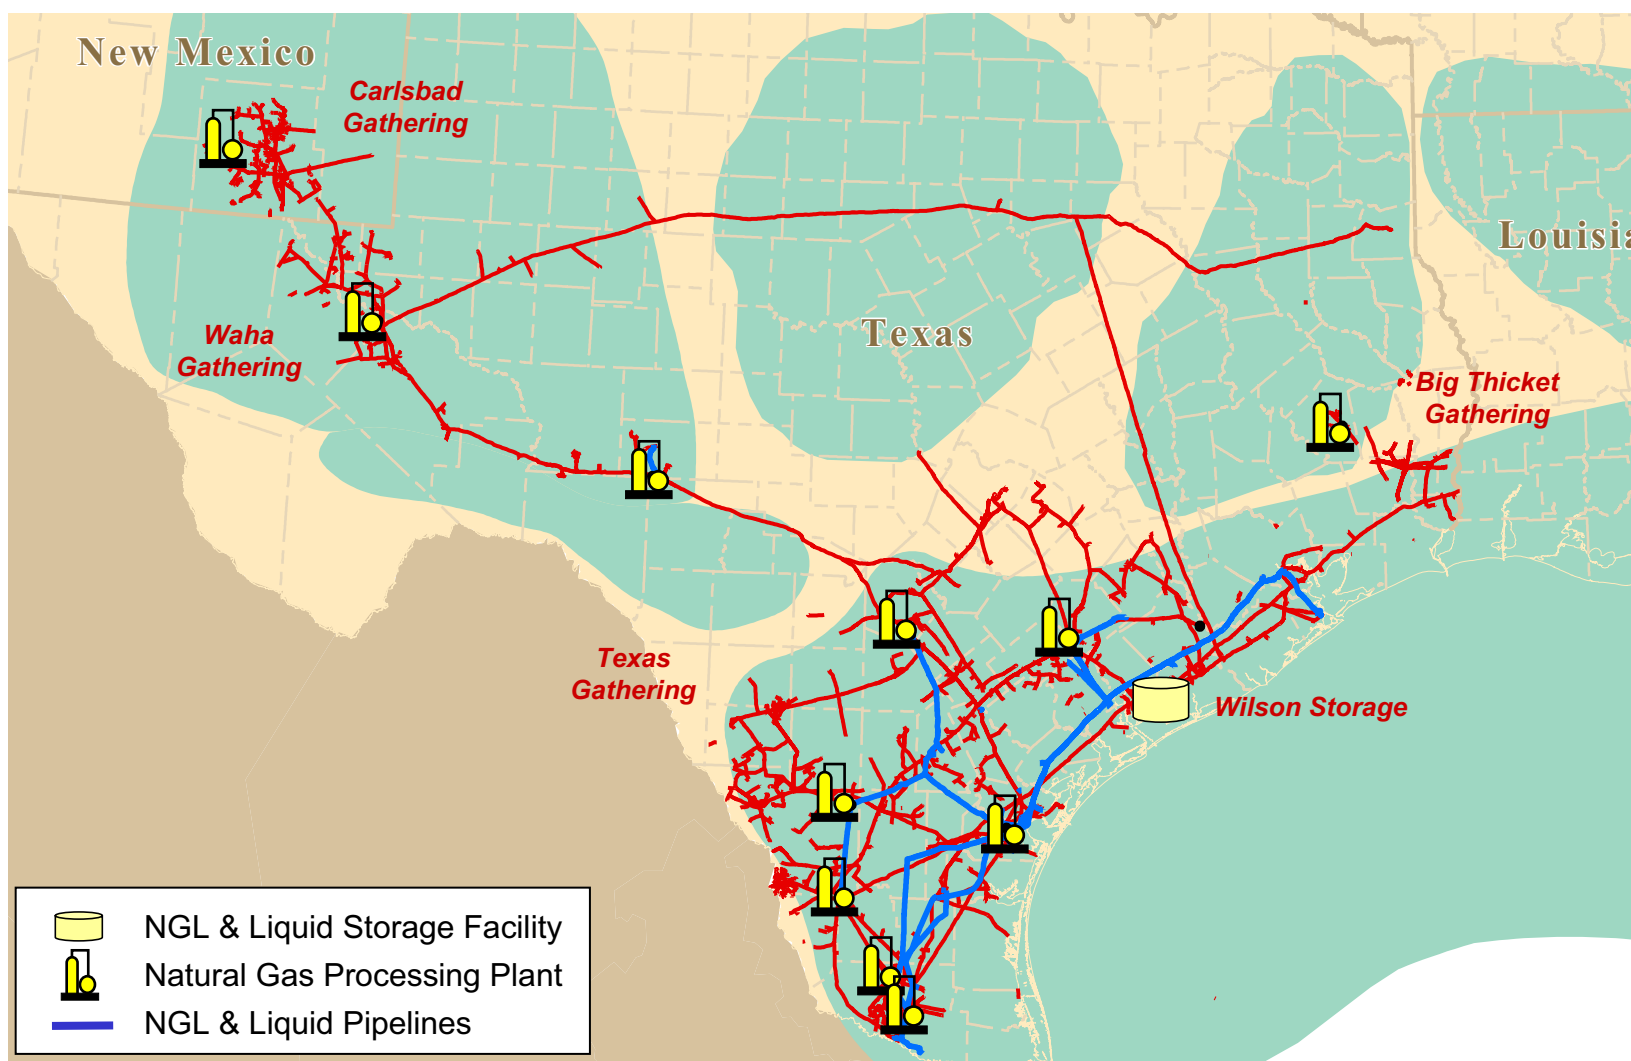 New Mexico
Carlsbad
Gathering
Louisia
Waha
Gathering
Texas
Big Thicket
Gathering
Texas
Gathering
Wilson Storage
NGL & Liquid Storage Facility
Natural Gas Processing Plant
NGL & Liquid Pipelines